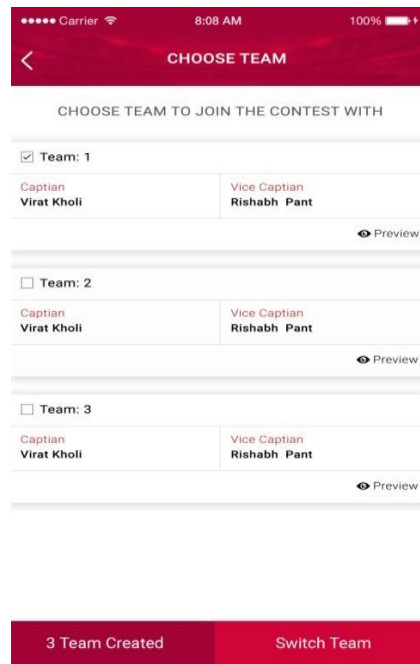 Carrier 8:08 AM 100%
CHOOSE TEAM
CHOOSE TEAM TO JOIN THE CONTEST WITH
Team: 1
Captian Vice Captian
Virat Kholi Rishabh Pant
Preview
Team: 2
Captian Vice Captian
Virat Kholi Rishabh Pant
Preview
Team: 3
Captian Vice Captian
Virat Kholi Rishabh Pant
Preview
3 Team Created Switch Team